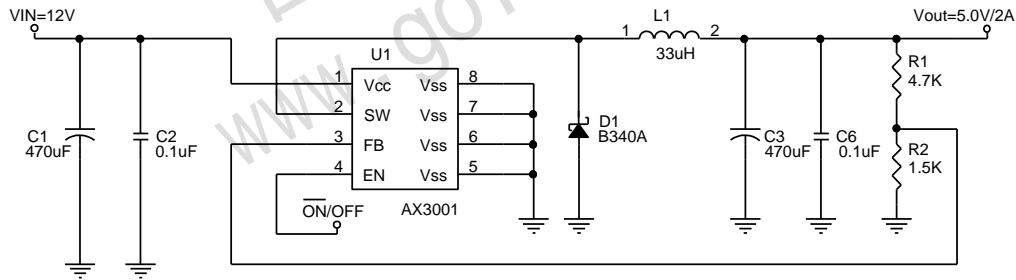 VIN=12V
L1
Vout=5.0V/2A
1
2
33uH
U1
R1
4.7K
1
Vcc
Vss
8
2
SW
Vss
7
3
FB
Vss
6
4
EN
Vss
5
AX3001
ON/OFF
C1
470uF
C2
0.1uF
D1
B340A
C3
470uF
C6
0.1uF
R2
1.5K